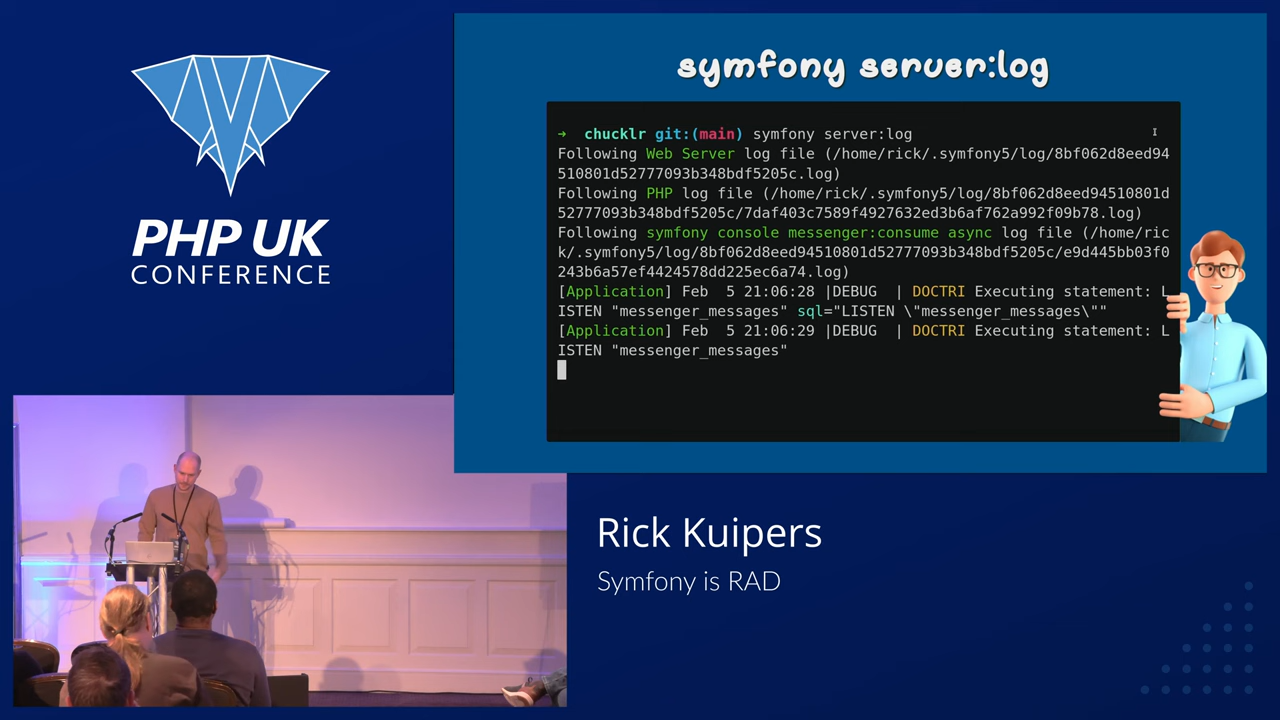 PHP UK
CONFERENCE
symfony server:log
➜  chucklr git:(main) symfony server:log
Following Web Server log file (/home/rick/.symfony5/log/8bf062d8eed94
510801d52777093b348bdf5205c.log)
Following PHP log file (/home/rick/.symfony5/log/8bf062d8eed94510801d
52777093b348bdf5205c/7daf403c7589f4927632ed3b6af762a992f09b78.log)
Following symfony console messenger:consume async log file (/home/ric
k/.symfony5/log/8bf062d8eed94510801d52777093b348bdf5205c/e9d445bb03f0
243b6a57ef4424578dd225ec6a74.log)
[Application] Feb  5 21:06:28 |DEBUG  | DOCTRI Executing statement: L
ISTEN "messenger_messages" sql="LISTEN \"messenger_messages\""
[Application] Feb  5 21:06:29 |DEBUG  | DOCTRI Executing statement: L
ISTEN "messenger_messages"
Rick Kuipers
Symfony is RAD